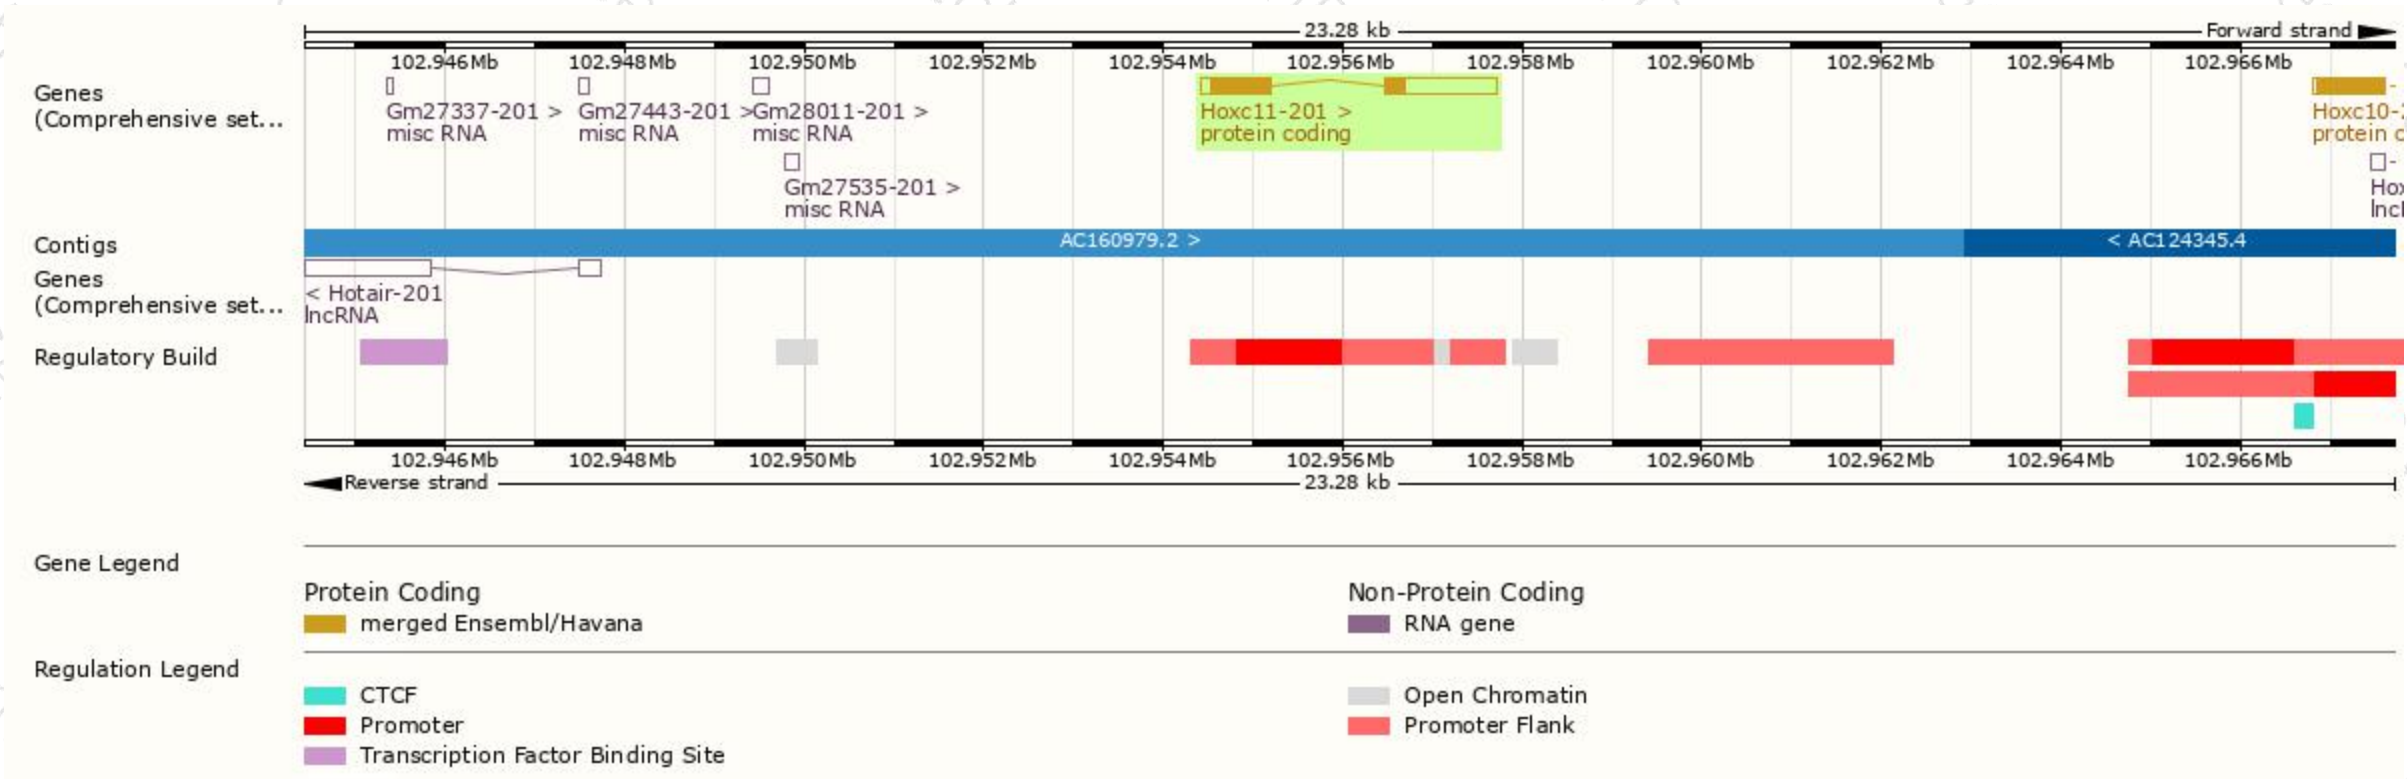 23.28 kb Forward strand
102.946Mb 102.948Mb 102.950Mb 102.952Mb 102.954Mb 102.956Mb 102.958Mb 102.960Mb 102.962Mb 102.964Mb 102.966Mb
Genes
(Comprehensive set...
Gm27337-201 > Gm27443-201 > Gm28011-201 > Hoxc11-201 > Hoxc10-
misc RNA misc RNA misc RNA protein coding protein c
Gm27535-201 > Hox
misc RNA lncl
Contigs AC160979.2 > < AC124345.4
Genes
(Comprehensive set...
< Hotair-201
lncRNA
Regulatory Build
102.946Mb 102.948Mb 102.950Mb 102.952Mb 102.954Mb 102.956Mb 102.958Mb 102.960Mb 102.962Mb 102.964Mb 102.966Mb
Reverse strand 23.28 kb
Gene Legend
Protein Coding Non-Protein Coding
merged Ensembl/Havana RNA gene
Regulation Legend
CTCF Open Chromatin
Promoter Promoter Flank
Transcription Factor Binding Site